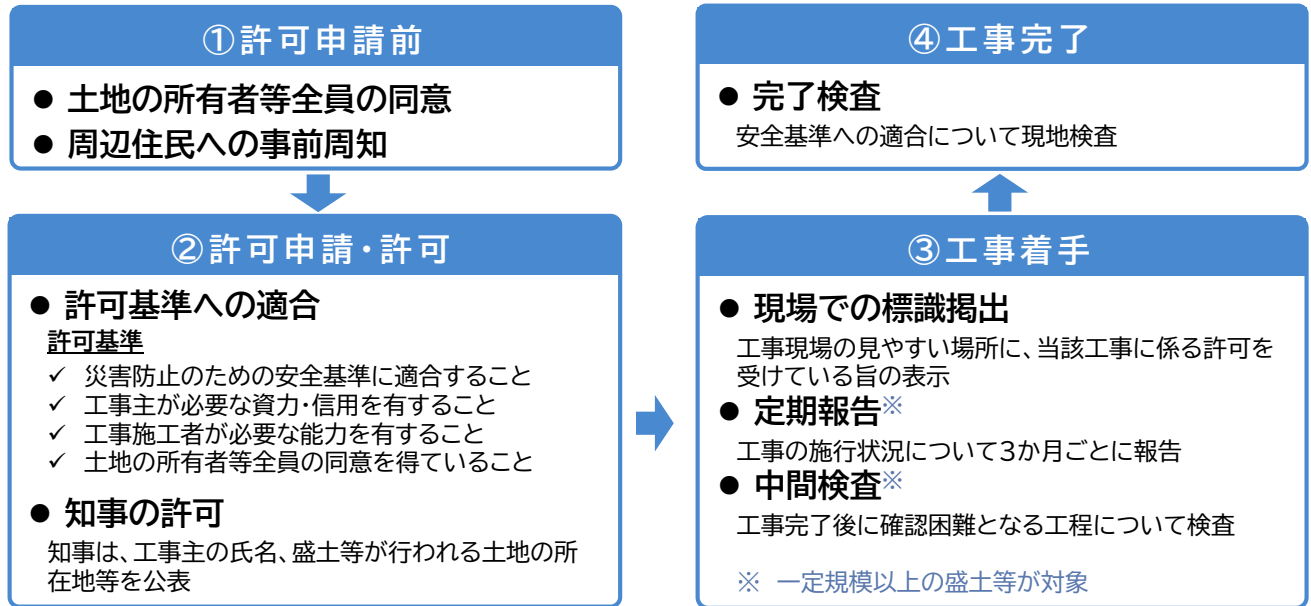 ①許可申請前
● 土地の所有者等全員の同意
● 周辺住民への事前周知
②許可申請・許可
● 許可基準への適合
許可基準
✓ 災害防止のための安全基準に適合すること
✓ 工事主が必要な資力・信用を有すること
✓ 工事施工者が必要な能力を有すること
✓ 土地の所有者等全員の同意を得ていること
● 知事の許可
知事は、工事主の氏名、盛土等が行われる土地の所
在地等を公表
③工事着手
● 現場での標識掲出
工事現場の見やすい場所に、当該工事に係る許可を
受けている旨の表示
● 定期報告※
工事の施行状況について3か月ごとに報告
● 中間検査※
工事完了後に確認困難となる工程について検査
※ 一定規模以上の盛土等が対象
④工事完了
● 完了検査
安全基準への適合について現地検査